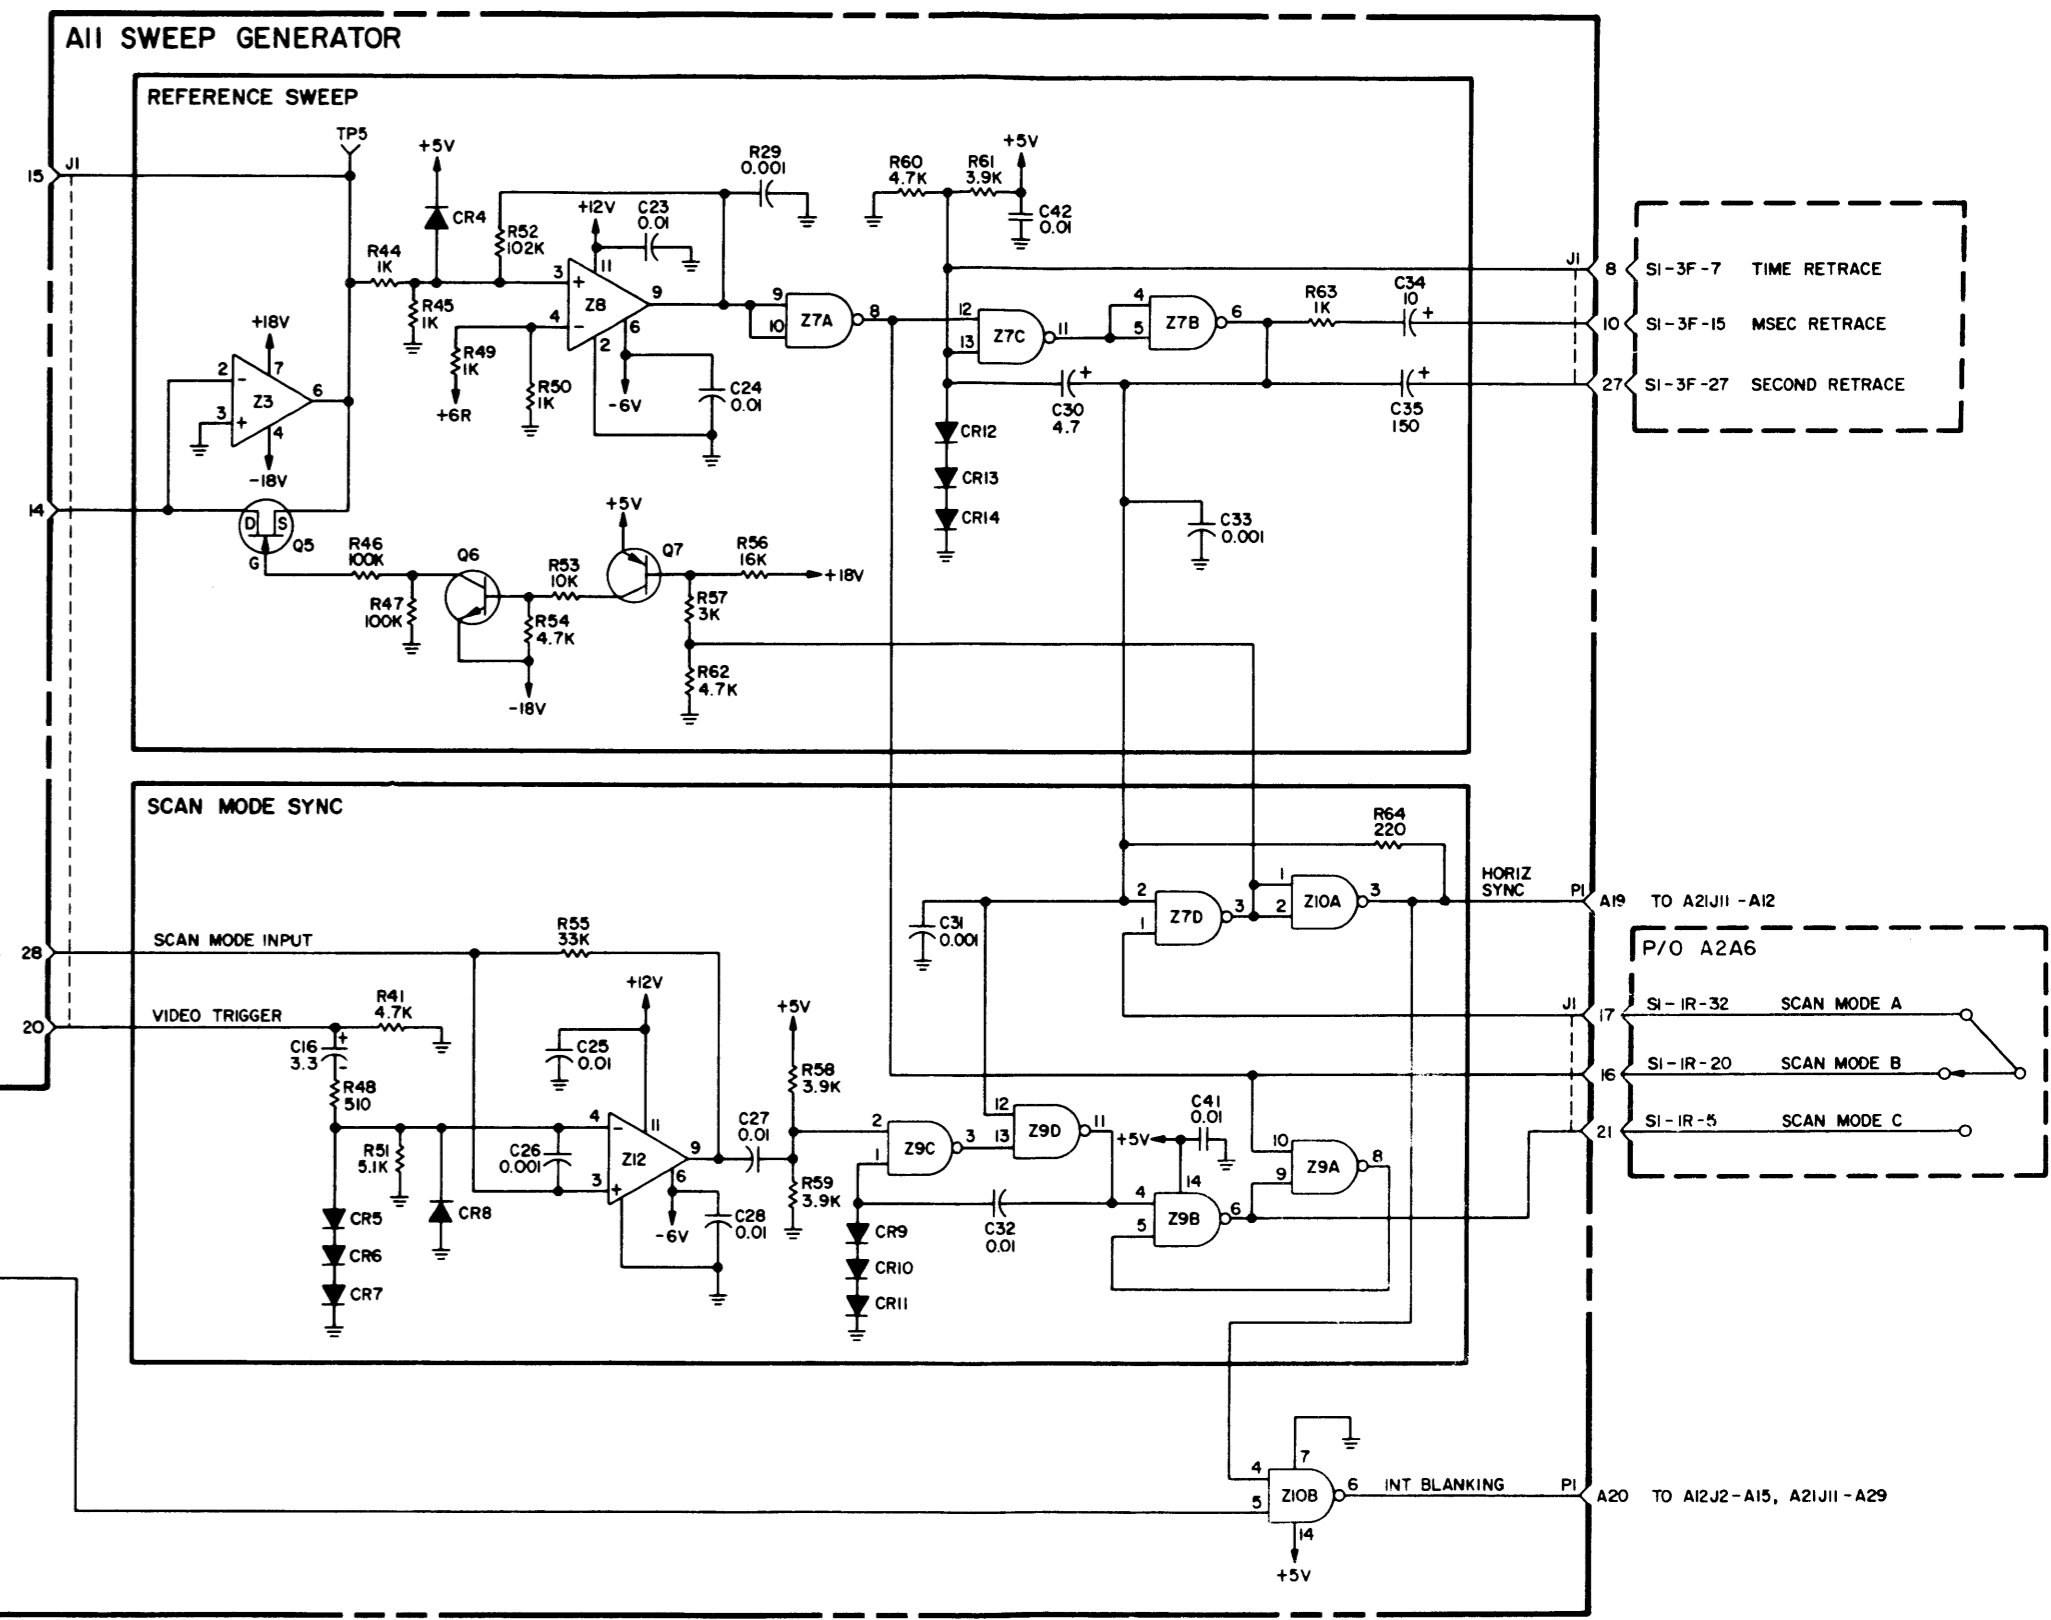 A11 SWEEP GENERATOR
REFERENCE SWEEP
TP5
15
J1
+5V
CR4
R44
1K
R45
1K
R52
102K
+12V
C23
0.01
R29
0.001
11
3
+
Z8
9
4
-
6
2
R49
1K
+6R
R50
1K
-6V
C24
0.01
9
10
Z7A
8
R60
4.7K
R61
3.9K
+5V
C42
0.01
12
13
Z7C
11
4
5
Z7B
6
R63
1K
C34
10
+
C30
4.7
+
C35
150
+
CR12
CR13
CR14
C33
0.001
J1
8
S1-3F-7 TIME RETRACE
10
S1-3F-15 MSEC RETRACE
27
S1-3F-27 SECOND RETRACE
+18V
7
2
-
Z3
6
3
+
4
-18V
14
D
S
Q5
G
R46
100K
R47
100K
Q6
R53
10K
R54
4.7K
-18V
+5V
Q7
R56
16K
+18V
R57
3K
R62
4.7K
SCAN MODE SYNC
R64
220
HORIZ
SYNC
P1
A19 TO A21J11-A12
2
1
Z7D
3
1
2
Z10A
3
C31
0.001
28
SCAN MODE INPUT
R55
33K
20
VIDEO TRIGGER
R41
4.7K
C16
3.3
+
-
R48
510
R51
5.1K
CR8
CR5
CR6
CR7
C26
0.001
C25
0.01
+12V
4
-
11
Z12
9
3
+
6
-6V
C28
0.01
C27
0.01
+5V
R58
3.9K
R59
3.9K
2
1
Z9C
3
12
13
Z9D
11
C32
0.01
CR9
CR10
CR11
C41
0.01
+5V
14
4
5
Z9B
6
10
9
Z9A
8
P/O A2A6
J1
17
S1-1R-32 SCAN MODE A
16
S1-1R-20 SCAN MODE B
21
S1-1R-5 SCAN MODE C
7
4
5
Z10B
6
14
+5V
INT BLANKING
P1
A20 TO A12J2-A15, A21J11-A29